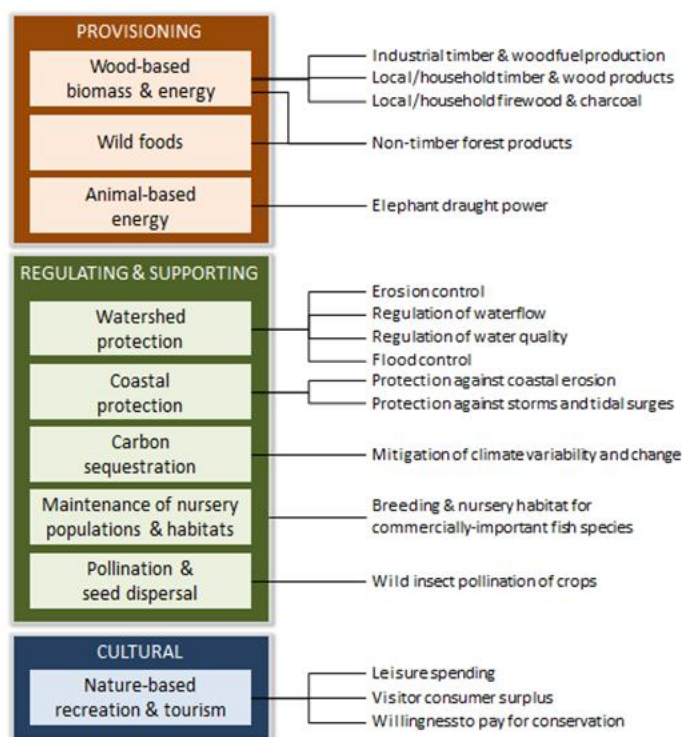 PROVISIONING
Wood-based
biomass & energy
Industrial timber & woodfuel production
Local/household timber & wood products
Local/household firewood & charcoal
Wild foods
Non-timber forest products
Animal-based
energy
Elephant draught power
REGULATING & SUPPORTING
Watershed
protection
Erosion control
Regulation of waterflow
Regulation of water quality
Flood control
Coastal
protection
Protection against coastal erosion
Protection against storms and tidal surges
Carbon
sequestration
Mitigation of climate variability and change
Maintenance of nursery
populations & habitats
Breeding & nursery habitat for
commercially-important fish species
Pollination &
seed dispersal
Wild insect pollination of crops
CULTURAL
Nature-based
recreation & tourism
Leisure spending
Visitor consumer surplus
Willingness to pay for conservation